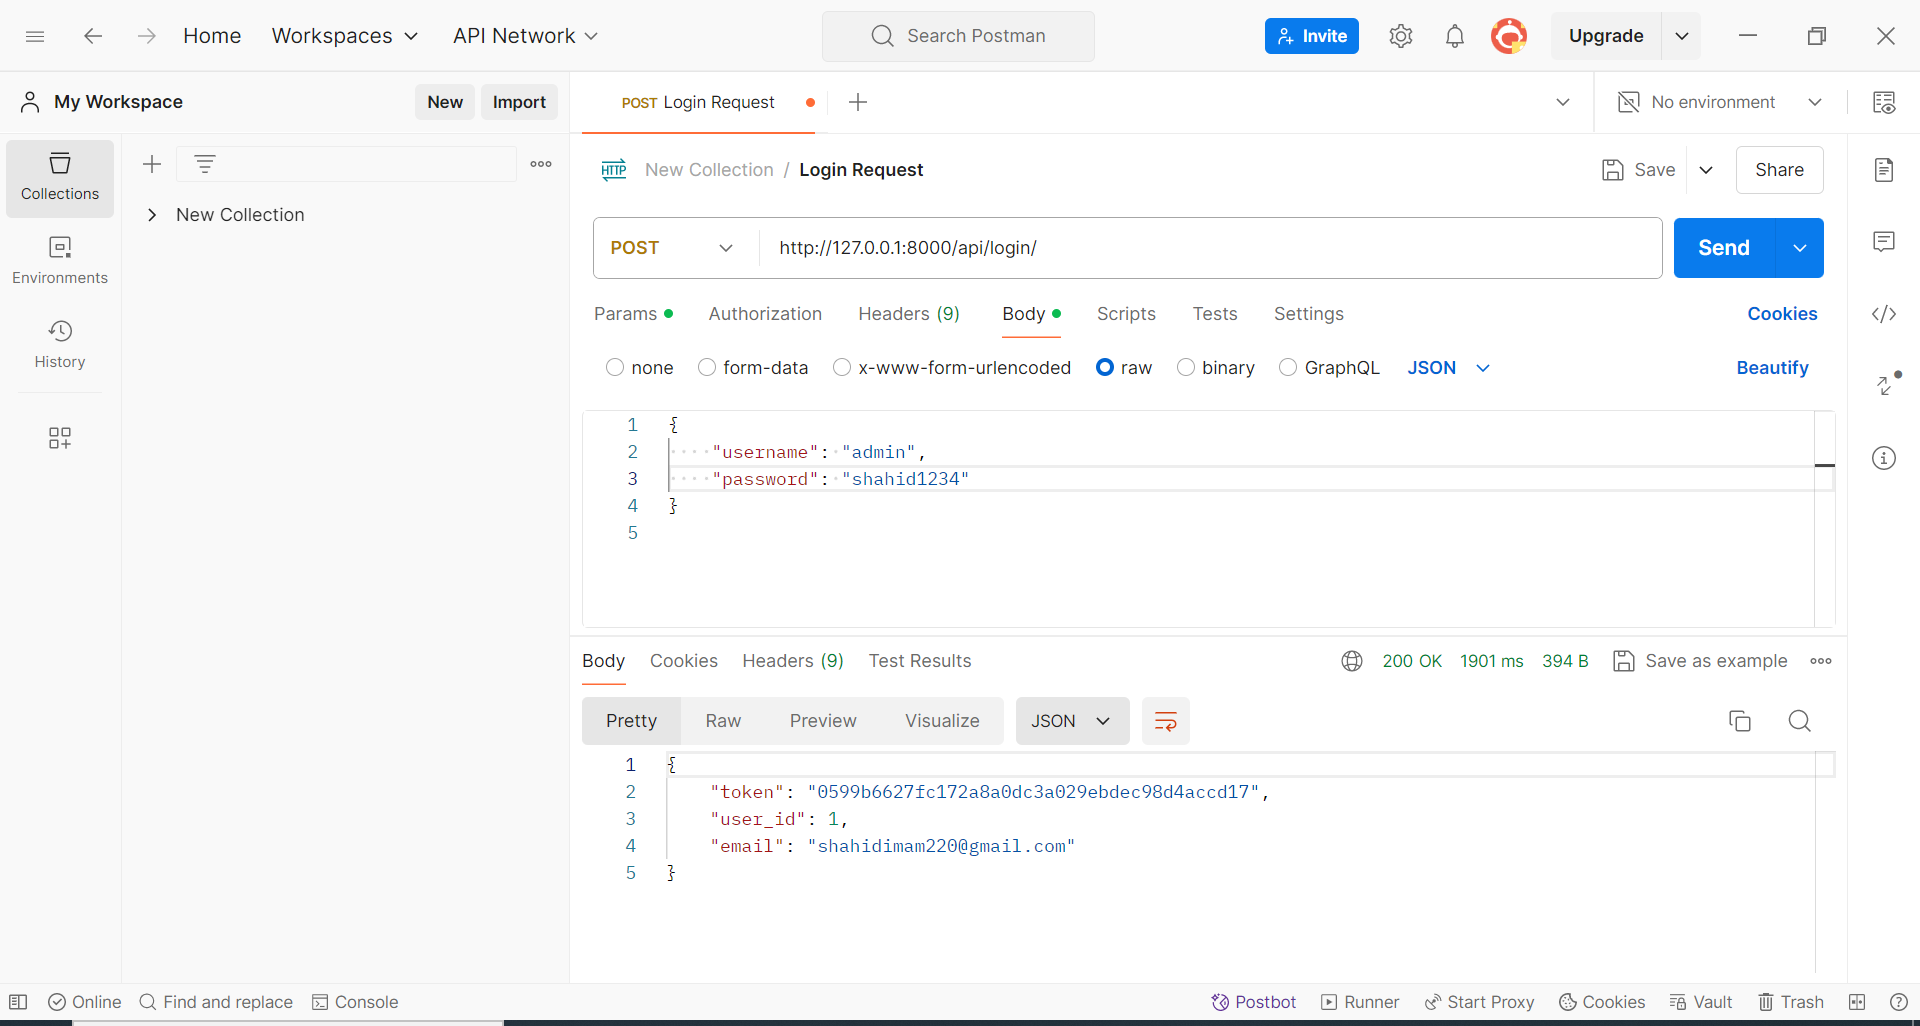 Home Workspaces API Network Search Postman Invite Upgrade
My Workspace New Import POST Login Request No environment
Collections
Environments
History
New Collection
HTTP New Collection / Login Request Save Share
POST http://127.0.0.1:8000/api/login/ Send
Params Authorization Headers (9) Body Scripts Tests Settings Cookies
none form-data x-www-form-urlencoded raw binary GraphQL JSON Beautify
1 {
2 "username": "admin",
3 "password": "shahid1234"
4 }
5
Body Cookies Headers (9) Test Results 200 OK 1901 ms 394 B Save as example
Pretty Raw Preview Visualize JSON
1 {
2 "token": "0599b6627fc172a8a0dc3a029ebdec98d4accd17",
3 "user_id": 1,
4 "email": "shahidimam220@gmail.com"
5 }
Online Find and replace Console Postbot Runner Start Proxy Cookies Vault Trash